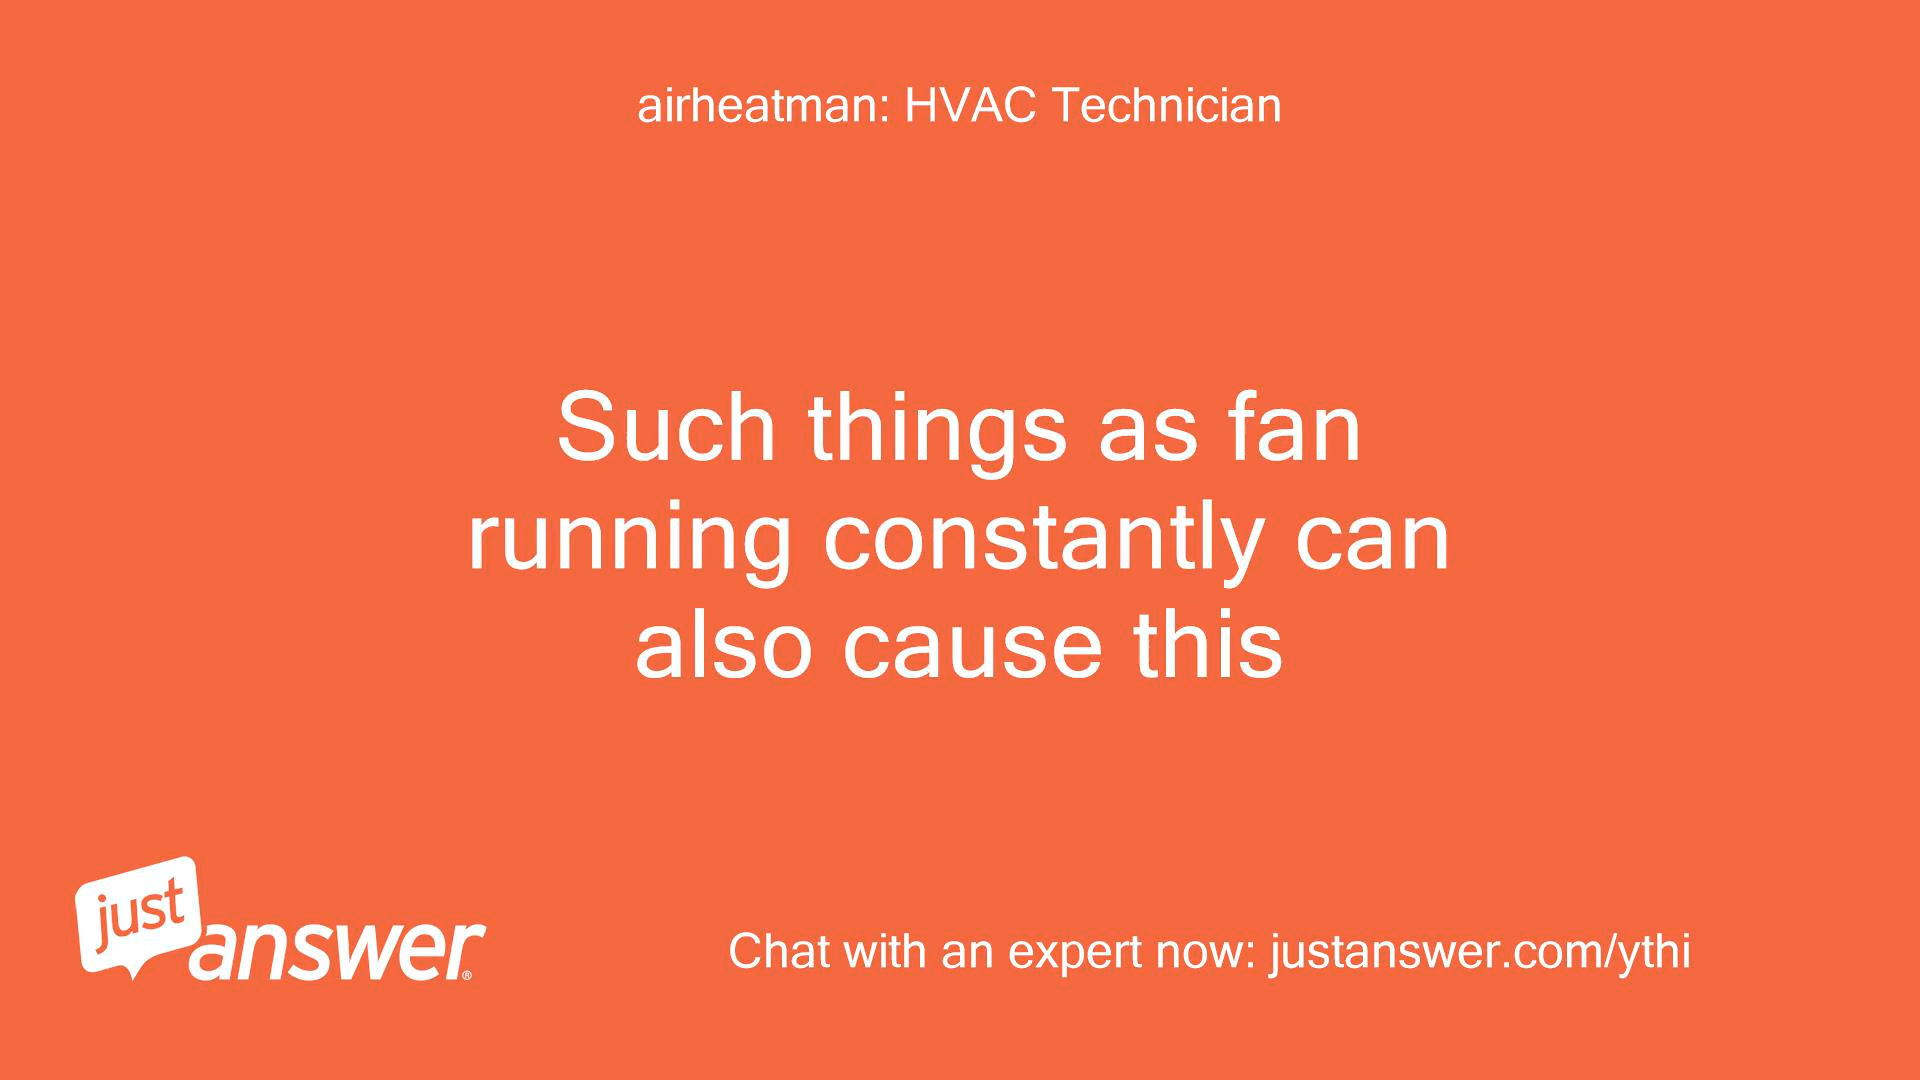 airheatman: HVAC Technician
Such things as fan
running constantly can
also cause this
just
answer®
Chat with an expert now: justanswer.com/ythi